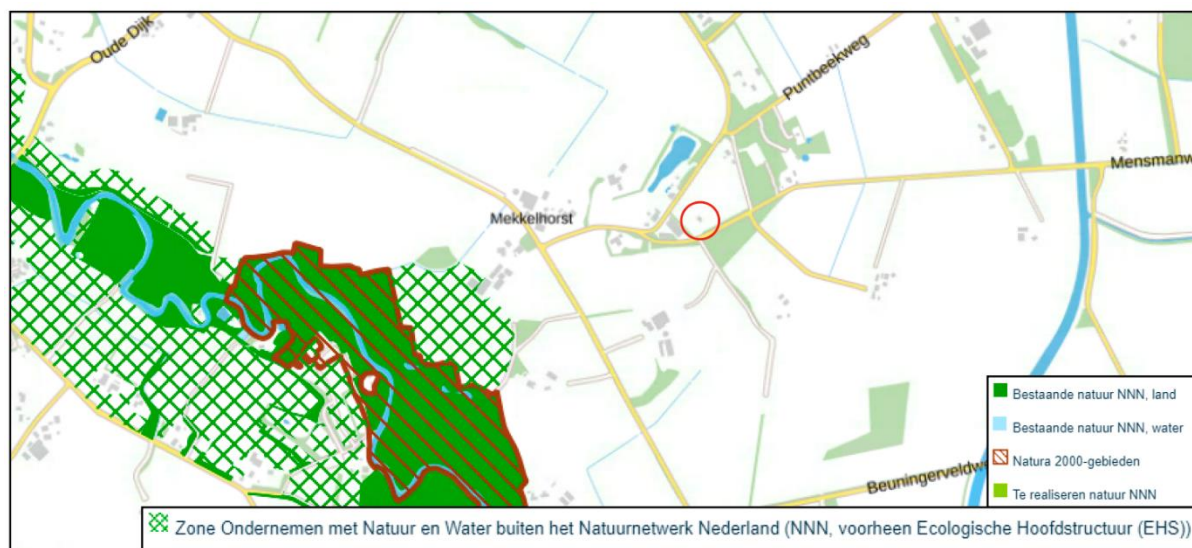 Oude Dijk
Puntbeekweg
Mensmanw
Mekkelhorst
Beuningerveldw
Bestaande natuur NNN, land
Bestaande natuur NNN, water
Natura 2000-gebieden
Te realiseren natuur NNN
Zone Ondernemen met Natuur en Water buiten het Natuurnetwerk Nederland (NNN, voorheen Ecologische Hoofdstructuur (EHS))